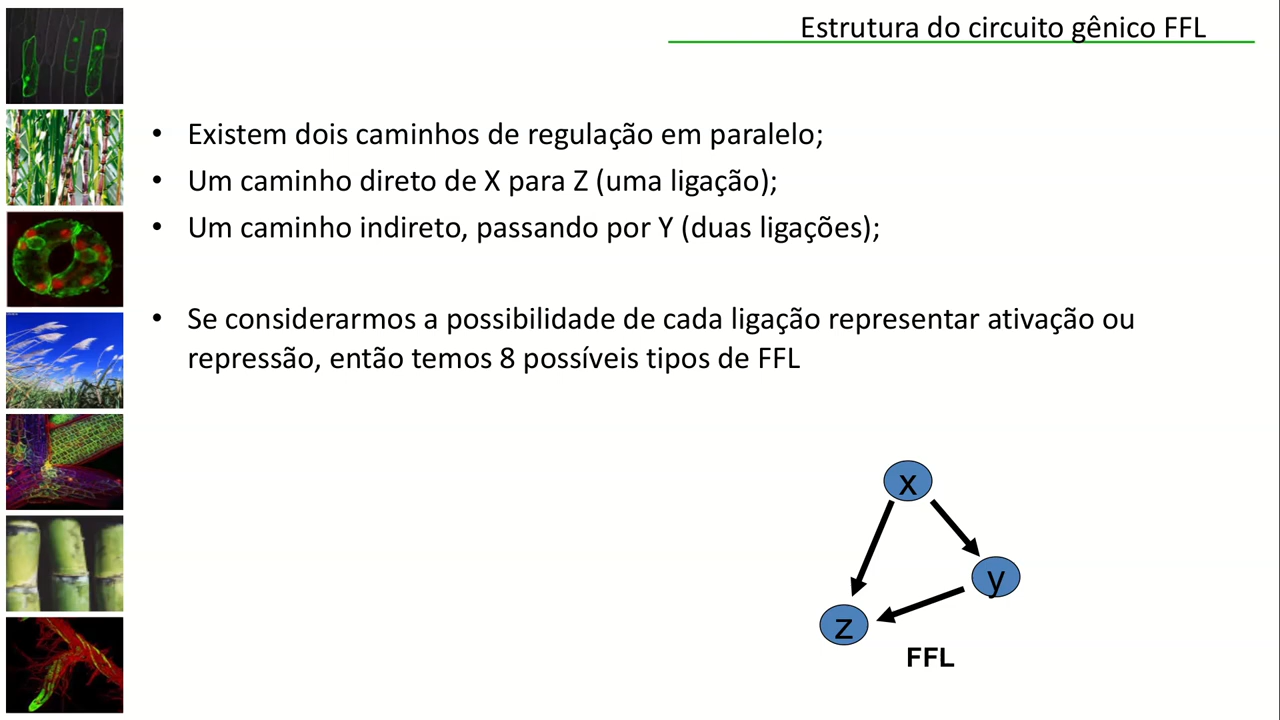 Estrutura do circuito gênico FFL
• Existem dois caminhos de regulação em paralelo;
• Um caminho direto de X para Z (uma ligação);
• Um caminho indireto, passando por Y (duas ligações);
• Se considerarmos a possibilidade de cada ligação representar ativação ou
repressão, então temos 8 possíveis tipos de FFL
x
y
z
FFL